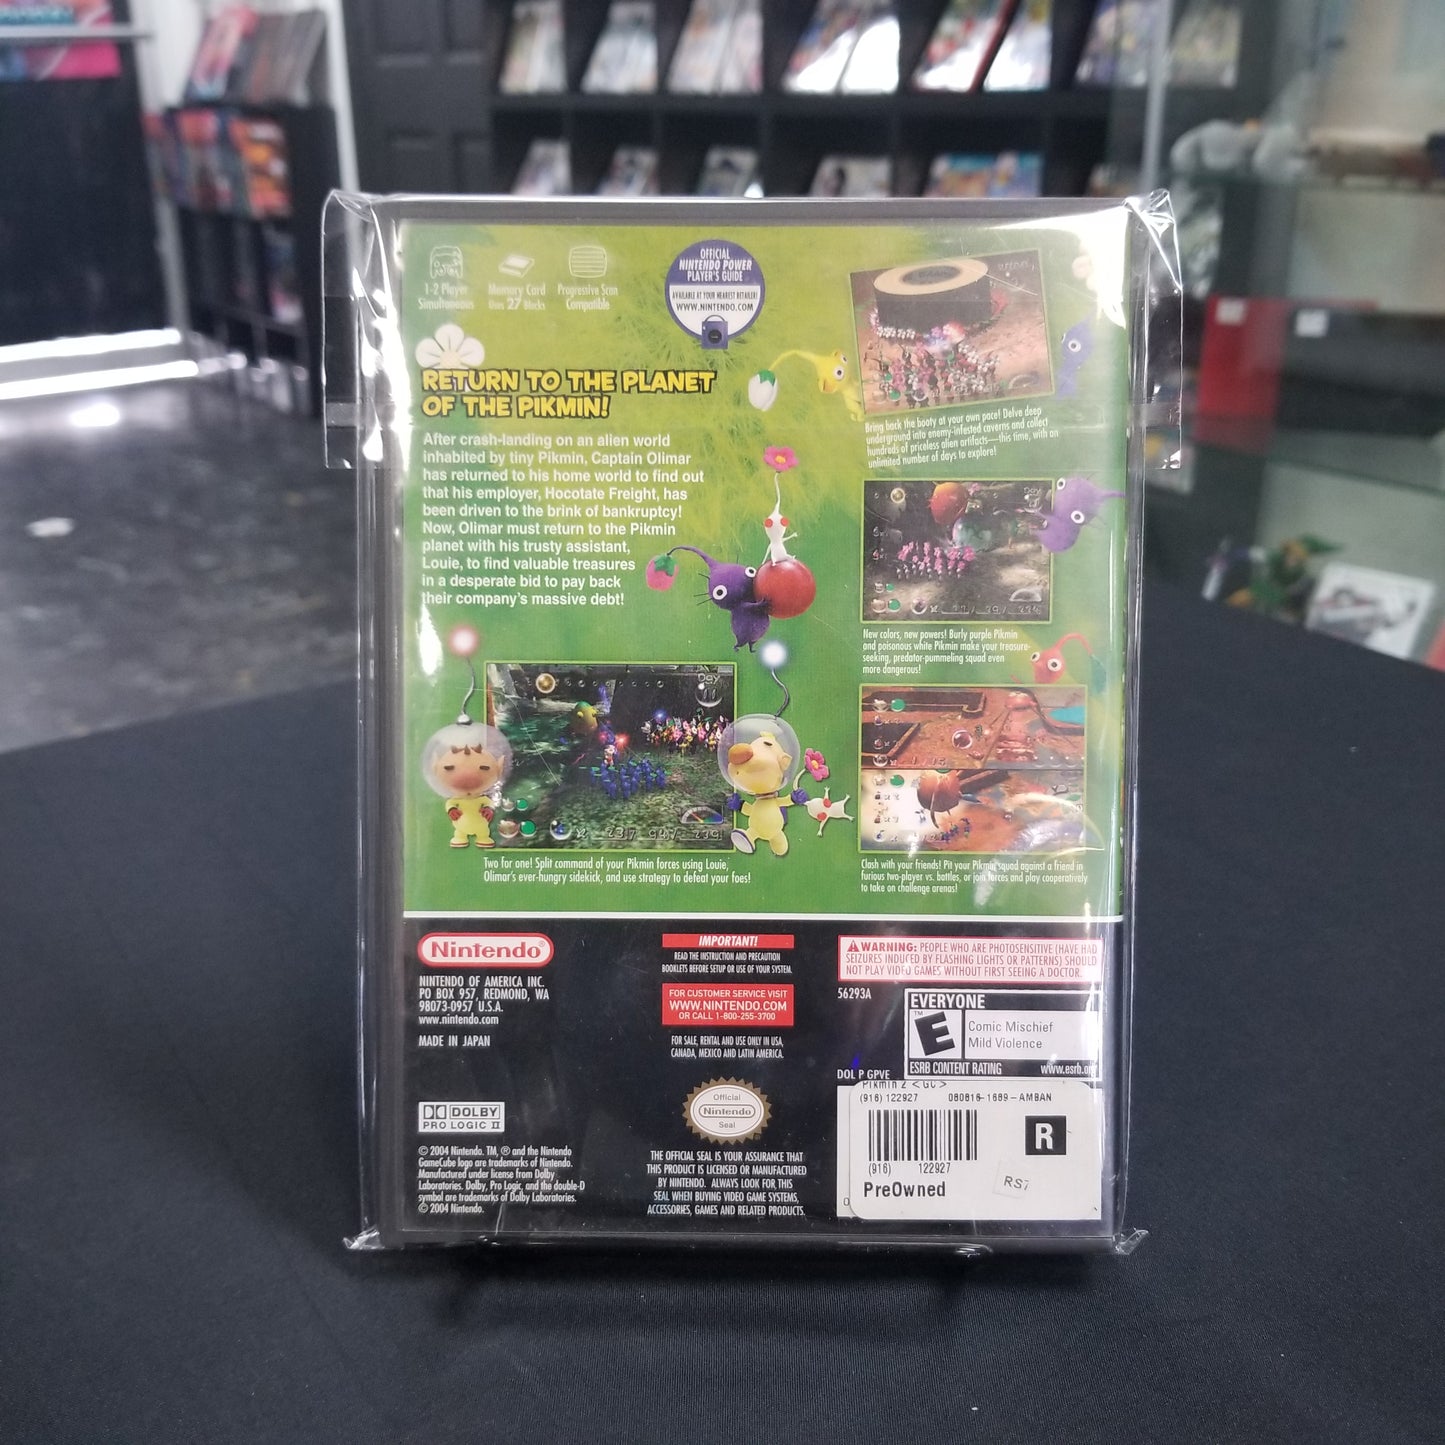 1-2 Player
Simultaneous
Memory Card
Uses 27 Blocks
Progressive Scan
Compatible
OFFICIAL
NINTENDO POWER
PLAYER'S GUIDE
AVAILABLE AT YOUR NEAREST RETAILER!
WWW.NINTENDO.COM
RETURN TO THE PLANET
OF THE PIKMIN!
After crash-landing on an alien world
inhabited by tiny Pikmin, Captain Olimar
has returned to his home world to find out
that his employer, Hocotate Freight, has
been driven to the brink of bankruptcy!
Now, Olimar must return to the Pikmin
planet with his trusty assistant,
Louie, to find valuable treasures
in a desperate bid to pay back
their company's massive debt!
Bring back the booty at your own pace! Delve deep
underground into enemy-infested caverns and collect
hundreds of priceless alien artifacts—this time, with an
unlimited number of days to explore!
Day
New colors, new powers! Burly purple Pikmin
and poisonous white Pikmin make your treasure-
seeking, predator-pummeling squad even
more dangerous!
Day
11
Two for one! Split command of your Pikmin forces using Louie,
Olimar's ever-hungry sidekick, and use strategy to defeat your foes!
Clash with your friends! Pit your Pikmin squad against a friend in
furious two-player vs. battles, or join forces and play cooperatively
to take on challenge arenas!
Nintendo®
NINTENDO OF AMERICA INC.
PO BOX 957, REDMOND, WA
98073-0957 U.S.A.
www.nintendo.com
MADE IN JAPAN
IMPORTANT!
READ THE INSTRUCTION AND PRECAUTION
BOOKLETS BEFORE SETUP OR USE OF YOUR SYSTEM.
FOR CUSTOMER SERVICE VISIT
WWW.NINTENDO.COM
OR CALL 1-800-255-3700
FOR SALE, RENTAL AND USE ONLY IN USA,
CANADA, MEXICO AND LATIN AMERICA.
WARNING: PEOPLE WHO ARE PHOTOSENSITIVE (HAVE HAD
SEIZURES INDUCED BY FLASHING LIGHTS OR PATTERNS) SHOULD
NOT PLAY VIDEO GAMES WITHOUT FIRST SEEING A DOCTOR.
56293A
EVERYONE
E
TM
Comic Mischief
Mild Violence
ESRB CONTENT RATING www.esrb.org
DOL P GPVE
Pikmin 2 <GC>
(916) 122927 080816-1689-AMBAN
R
(916) 122927
PreOwned
RS7
DOLBY
PRO LOGIC II
Official
Nintendo
Seal
© 2004 Nintendo. TM, ® and the Nintendo
GameCube logo are trademarks of Nintendo.
Manufactured under license from Dolby
Laboratories. Dolby, Pro Logic, and the double-D
symbol are trademarks of Dolby Laboratories.
© 2004 Nintendo.
THE OFFICIAL SEAL IS YOUR ASSURANCE THAT
THIS PRODUCT IS LICENSED OR MANUFACTURED
BY NINTENDO. ALWAYS LOOK FOR THIS
SEAL WHEN BUYING VIDEO GAME SYSTEMS,
ACCESSORIES, GAMES AND RELATED PRODUCTS.